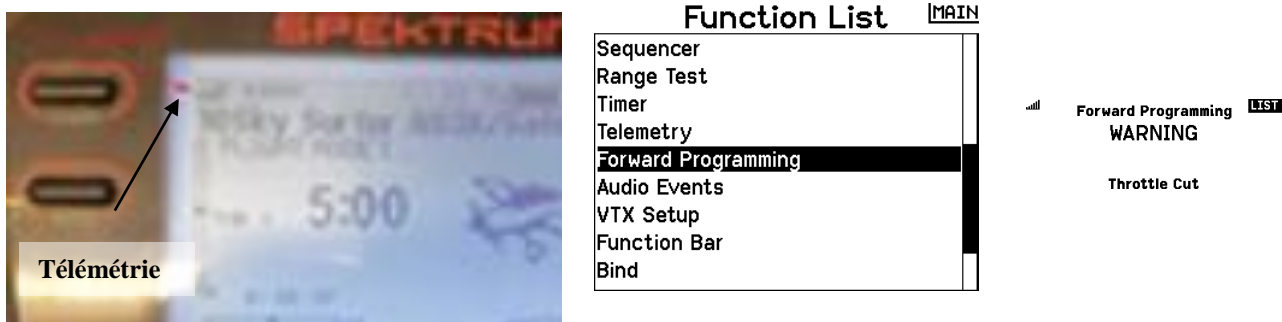 SPEKTRUM
5:00
Télémétrie
Function List
MAIN
Sequencer
Range Test
Timer
Telemetry
Forward Programming
Audio Events
VTX Setup
Function Bar
Bind
Forward Programming
LIST
WARNING
Throttle Cut